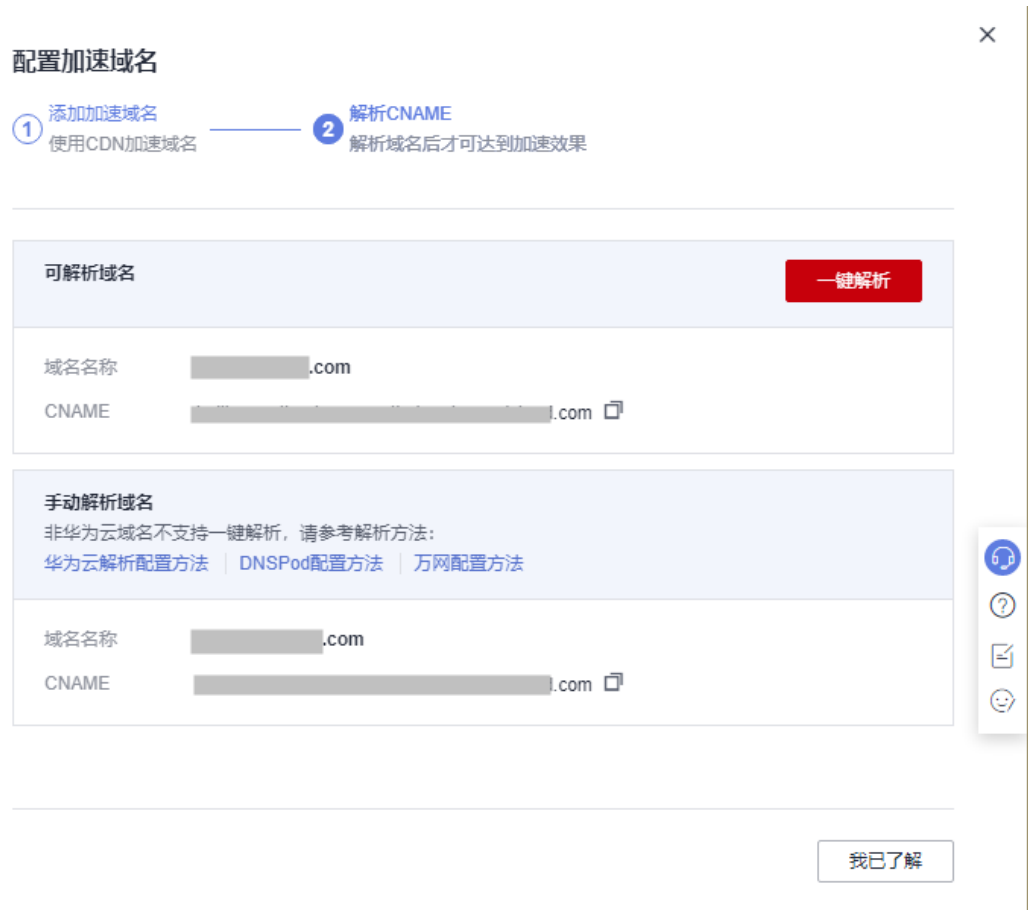 配置加速域名
1 添加加速域名
使用CDN加速域名
2 解析CNAME
解析域名后才可达到加速效果
可解析域名 一键解析
域名名称 .com
CNAME .com
手动解析域名
非华为云域名不支持一键解析，请参考解析方法：
华为云解析配置方法 DNSPod配置方法 万网配置方法
域名名称 .com
CNAME .com
我已了解